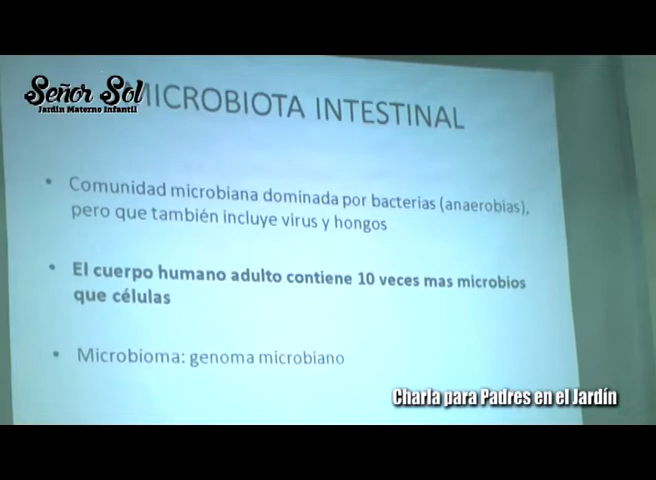 Señor Sol
Jardín Materno Infantil
MICROBIOTA INTESTINAL
• Comunidad microbiana dominada por bacterias (anaerobias),
pero que también incluye virus y hongos
• El cuerpo humano adulto contiene 10 veces mas microbios
que células
• Microbioma: genoma microbiano
Charla para Padres en el Jardín